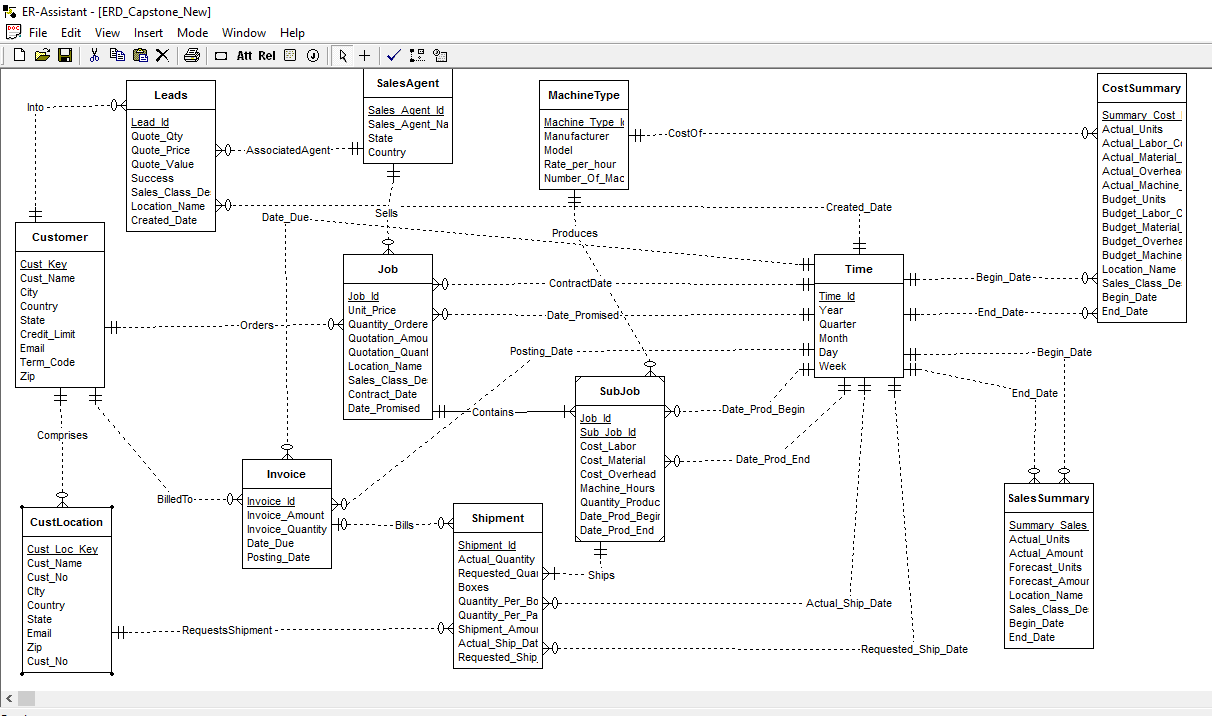 ER-Assistant - [ERD_Capstone_New]
File Edit View Insert Mode Window Help
Att Rel J
Into
Leads
Lead_Id
Quote_Qty
Quote_Price
Quote_Value
Success
Sales_Class_De
Location_Name
Created_Date
AssociatedAgent
SalesAgent
Sales_Agent_Id
Sales_Agent_Na
State
Country
MachineType
Machine_Type_I
Manufacturer
Model
Rate_per_hour
Number_Of_Mac
CostOf
CostSummary
Summary_Cost_
Actual_Units
Actual_Labor_C
Actual_Material_
Actual_Overhea
Actual_Machine_
Budget_Units
Budget_Labor_C
Budget_Material_
Budget_Overhea
Budget_Machine
Location_Name
Sales_Class_De
Begin_Date
End_Date
Date_Due
Sells
Produces
Created_Date
Customer
Cust_Key
Cust_Name
City
Country
State
Credit_Limit
Email
Term_Code
Zip
Orders
Job
Job_Id
Unit_Price
Quantity_Ordere
Quotation_Amou
Quotation_Quant
Location_Name
Sales_Class_De
Contract_Date
Date_Promised
ContractDate
Date_Promised
Posting_Date
Time
Time_Id
Year
Quarter
Month
Day
Week
Begin_Date
End_Date
Begin_Date
End_Date
Contains
SubJob
Job_Id
Sub_Job_Id
Cost_Labor
Cost_Material
Cost_Overhead
Machine_Hours
Quantity_Produc
Date_Prod_Begin
Date_Prod_End
Date_Prod_Begin
Date_Prod_End
Comprises
BilledTo
Invoice
Invoice_Id
Invoice_Amount
Invoice_Quantity
Date_Due
Posting_Date
Bills
CustLocation
Cust_Loc_Key
Cust_Name
Cust_No
CIty
Country
State
Email
Zip
Cust_No
RequestsShipment
Shipment
Shipment_Id
Actual_Quantity
Requested_Quan
Boxes
Quantity_Per_Bo
Quantity_Per_Pa
Shipment_Amou
Actual_Ship_Dat
Requested_Ship_
Ships
Actual_Ship_Date
Requested_Ship_Date
SalesSummary
Summary_Sales_
Actual_Units
Actual_Amount
Forecast_Units
Forecast_Amour
Location_Name
Sales_Class_De
Begin_Date
End_Date